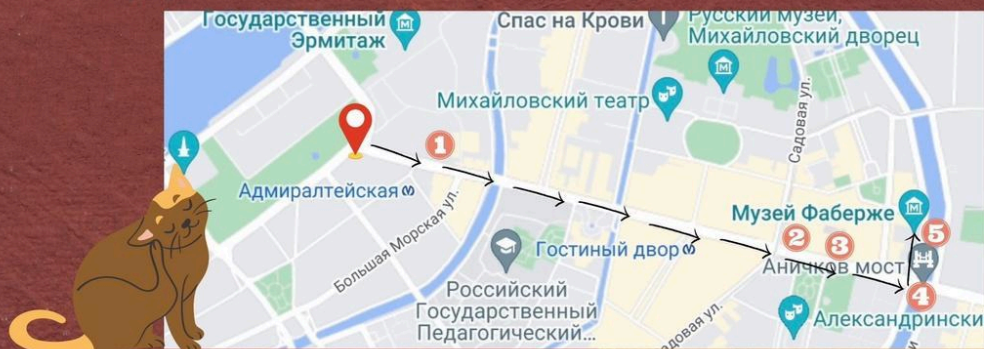 Государственный
Эрмитаж
Спас на Крови
Русский музей,
Михайловский дворец
Михайловский театр
Садовая ул.
1
Адмиралтейская
Большая Морская ул.
Гостиный двор
Музей Фаберже
2
3
5
Аничков мост
4
Российский
Государственный
Педагогический...
адовая ул.
Александрински